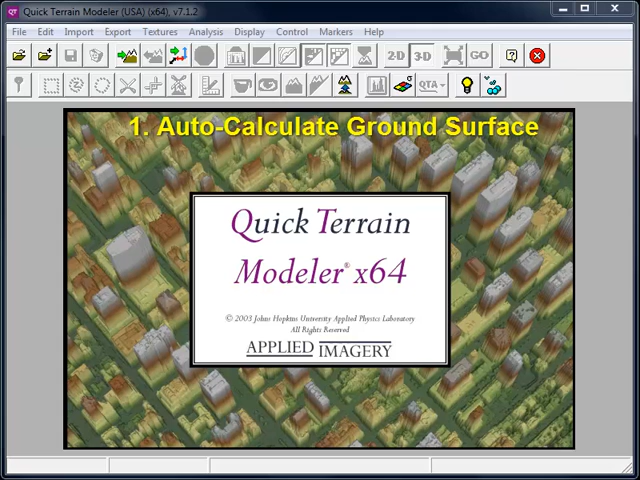 Quick Terrain Modeler (USA) (x64), v7.1.2
File Edit Import Export Textures Analysis Display Control Markers Help
2-D 3-D GO
QTA
1. Auto-Calculate Ground Surface
Quick Terrain
Modeler® x64
© 2003 Johns Hopkins University Applied Physics Laboratory
All Rights Reserved
APPLIED IMAGERY